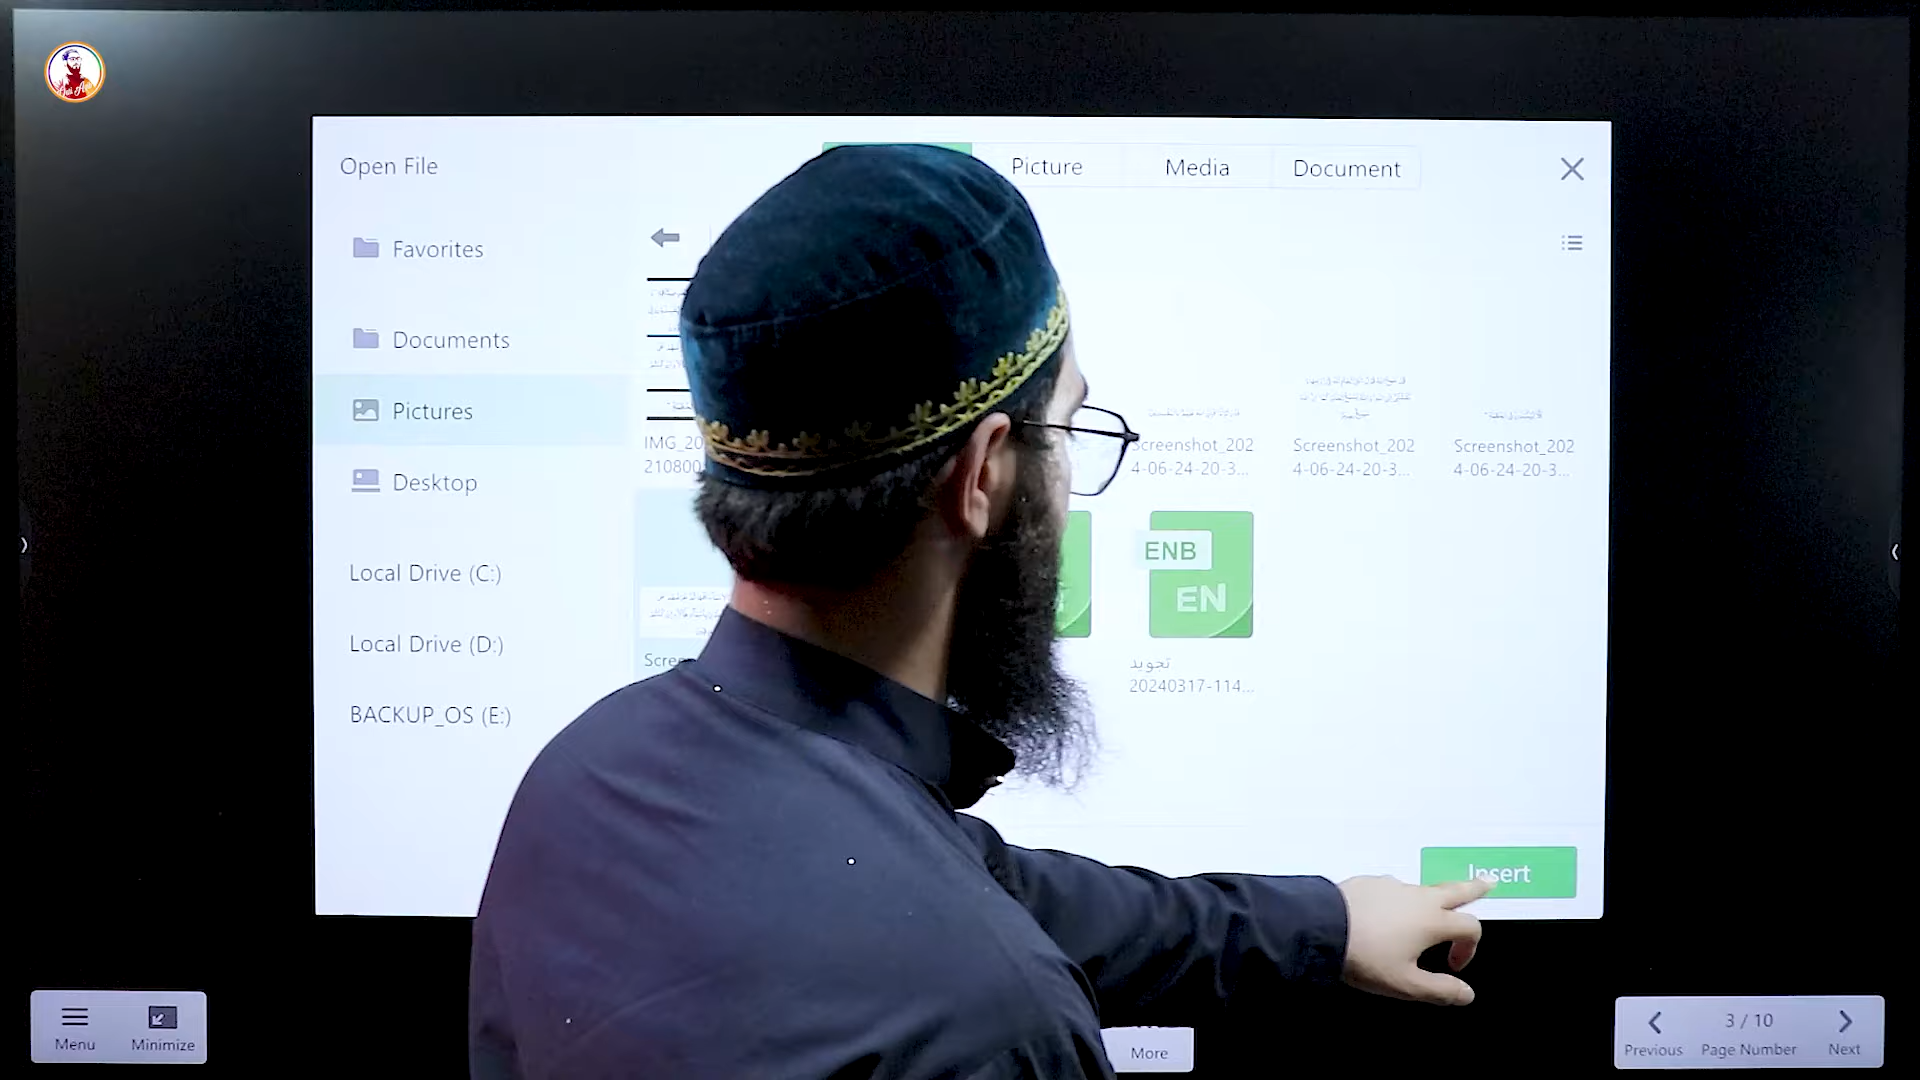 Open File
Picture
Media
Document
Favorites
Documents
Pictures
Desktop
Local Drive (C:)
Local Drive (D:)
BACKUP_OS (E:)
IMG_20
210800
Screenshot_202
4-06-24-20-3...
Screenshot_202
4-06-24-20-3...
Screenshot_202
4-06-24-20-3...
Scree
ENB
EN
تجويد
20240317-114...
Insert
Menu
Minimize
More
3 / 10
Previous
Page Number
Next